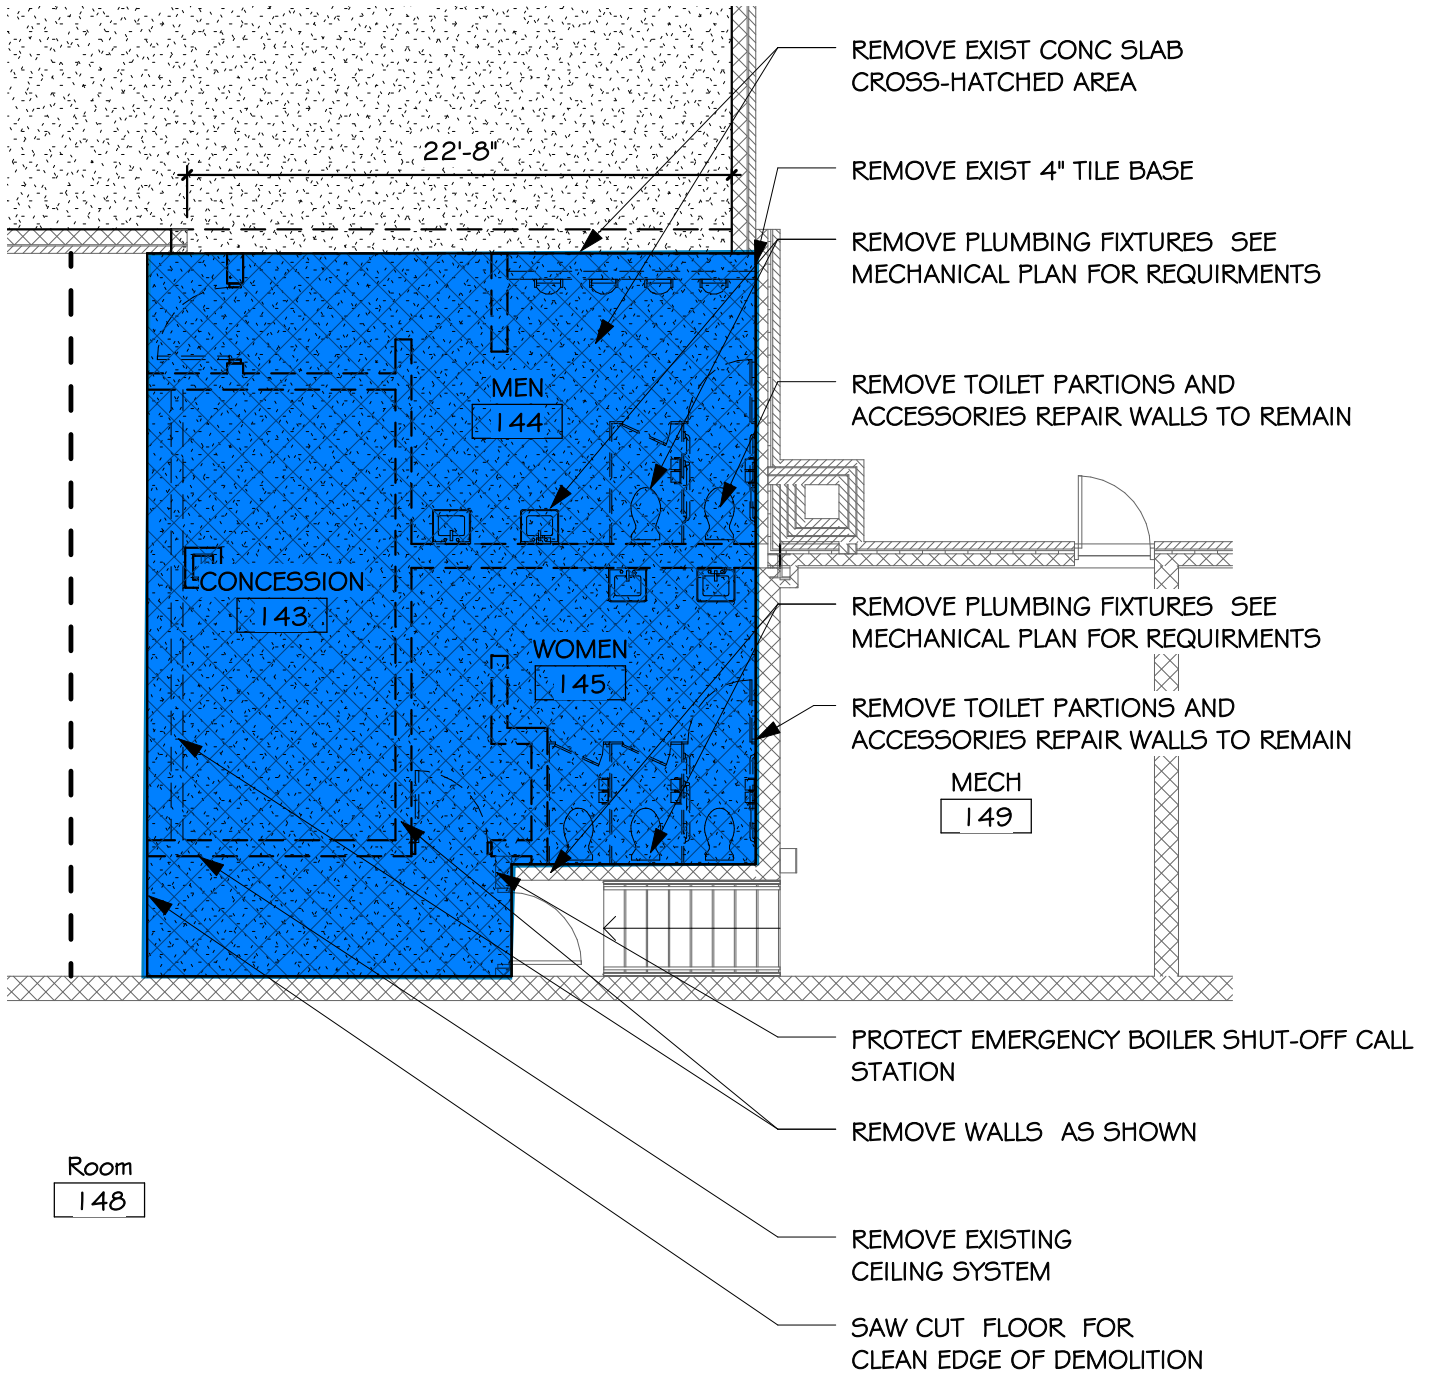 REMOVE EXIST CONC SLAB
CROSS-HATCHED AREA
22'-8"
REMOVE EXIST 4" TILE BASE
REMOVE PLUMBING FIXTURES SEE
MECHANICAL PLAN FOR REQUIRMENTS
MEN
144
REMOVE TOILET PARTIONS AND
ACCESSORIES REPAIR WALLS TO REMAIN
CONCESSION
143
REMOVE PLUMBING FIXTURES SEE
MECHANICAL PLAN FOR REQUIRMENTS
WOMEN
145
REMOVE TOILET PARTIONS AND
ACCESSORIES REPAIR WALLS TO REMAIN
MECH
149
PROTECT EMERGENCY BOILER SHUT-OFF CALL
STATION
REMOVE WALLS AS SHOWN
Room
148
REMOVE EXISTING
CEILING SYSTEM
SAW CUT FLOOR FOR
CLEAN EDGE OF DEMOLITION